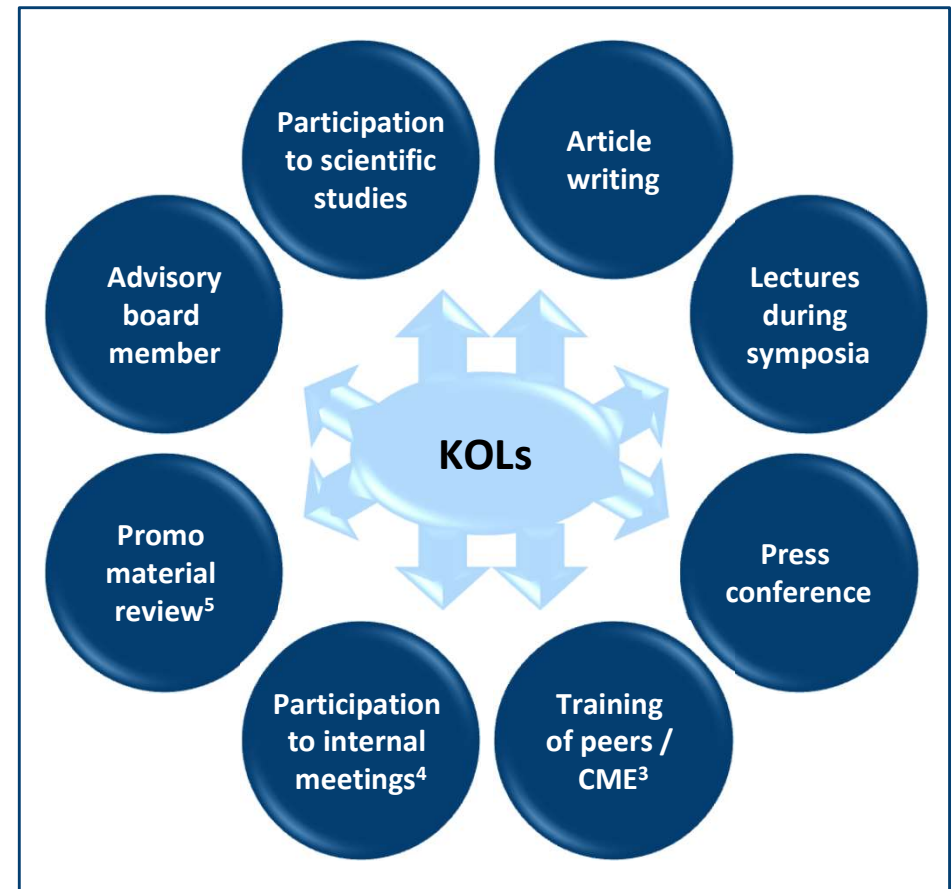 Participation
to scientific
studies
Article
writing
Advisory
board
member
Lectures
during
symposia
KOLs
Promo
material
review⁵
Press
conference
Participation
to internal
meetings⁴
Training
of peers /
CME³